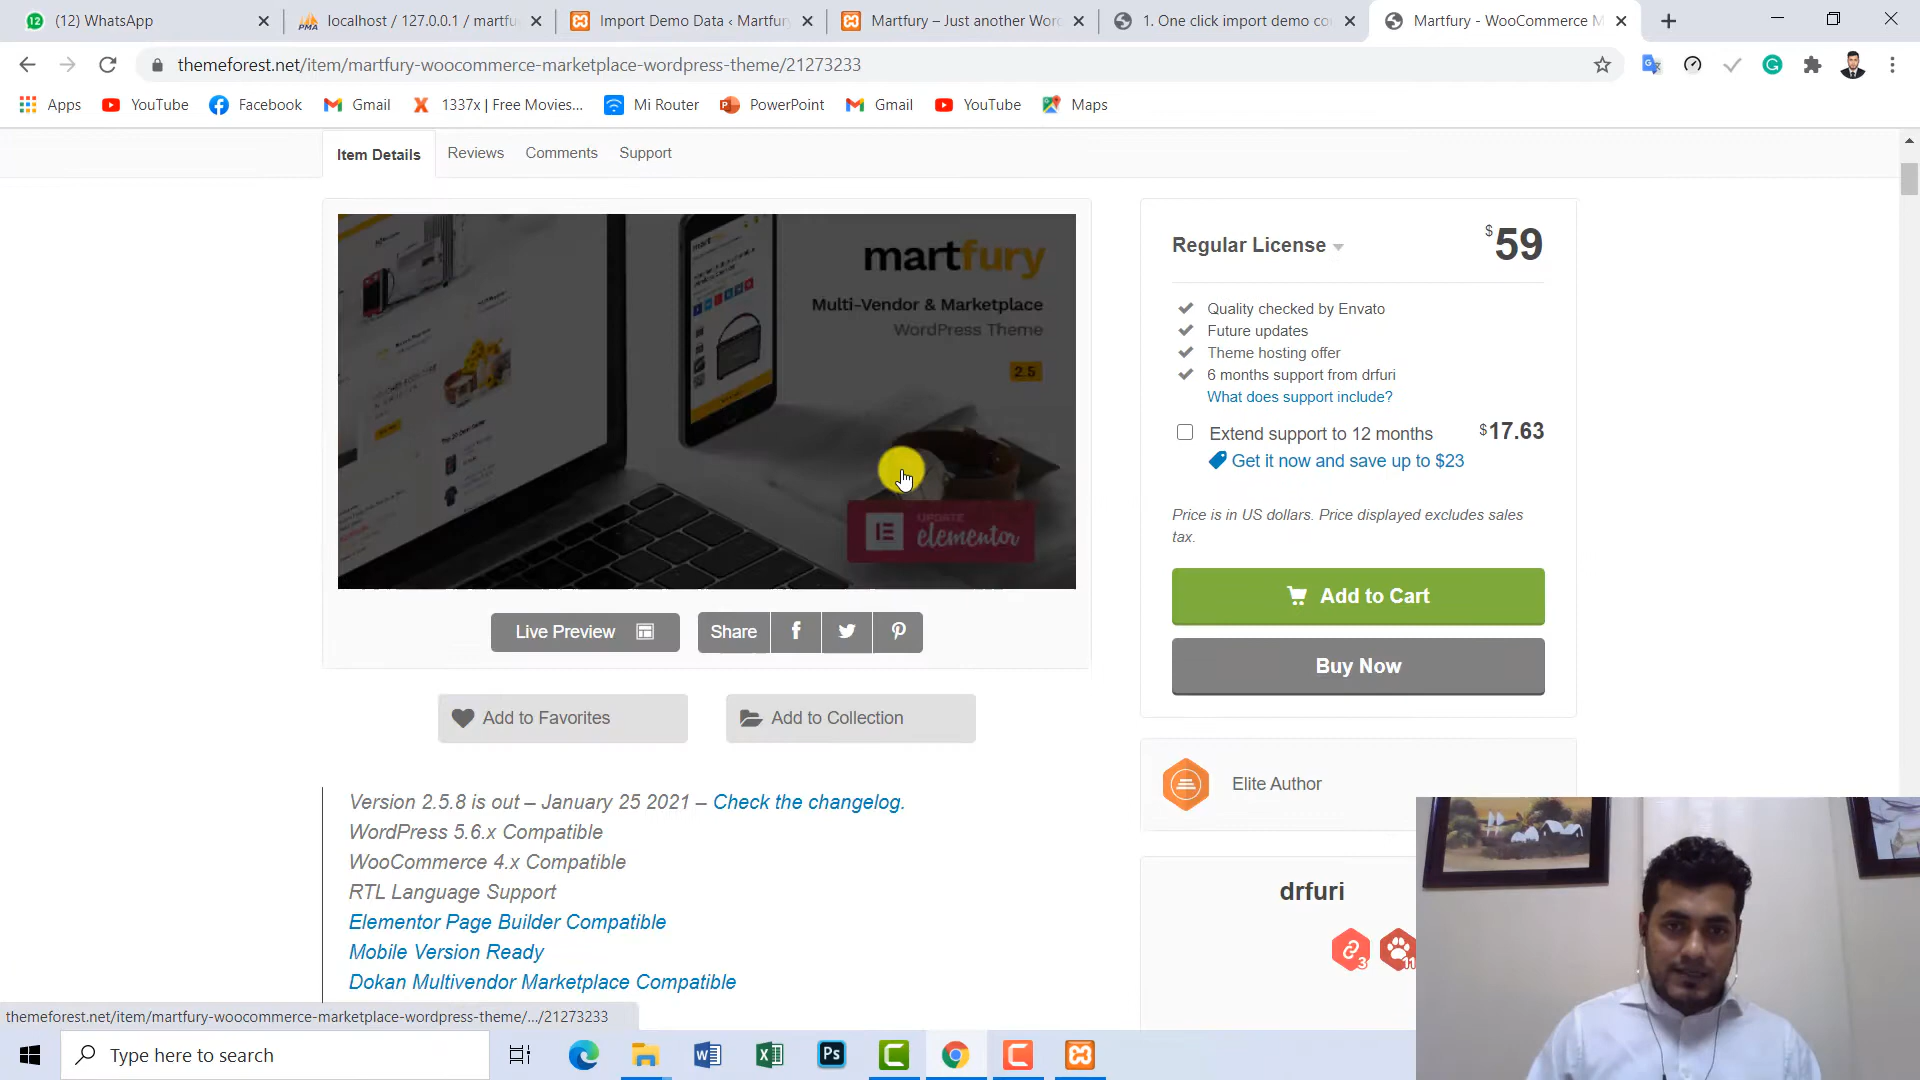 (12) WhatsApp
localhost / 127.0.0.1 / martfu
Import Demo Data ‹ Martfur
Martfury – Just another Wor
1. One click import demo co
Martfury - WooCommerce M
themeforest.net/item/martfury-woocommerce-marketplace-wordpress-theme/21273233
Apps
YouTube
Facebook
Gmail
1337x | Free Movies...
Mi Router
PowerPoint
Gmail
YouTube
Maps
Item Details
Reviews
Comments
Support
martfury
Multi-Vendor & Marketplace
WordPress Theme
2.5
UPDATE
elementor
Live Preview
Share
Add to Favorites
Add to Collection
Version 2.5.8 is out – January 25 2021 – Check the changelog.
WordPress 5.6.x Compatible
WooCommerce 4.x Compatible
RTL Language Support
Elementor Page Builder Compatible
Mobile Version Ready
Dokan Multivendor Marketplace Compatible
Regular License
$59
Quality checked by Envato
Future updates
Theme hosting offer
6 months support from drfuri
What does support include?
Extend support to 12 months
$17.63
Get it now and save up to $23
Price is in US dollars. Price displayed excludes sales
tax.
Add to Cart
Buy Now
Elite Author
drfuri
3
11
themeforest.net/item/martfury-woocommerce-marketplace-wordpress-theme/.../21273233
Type here to search